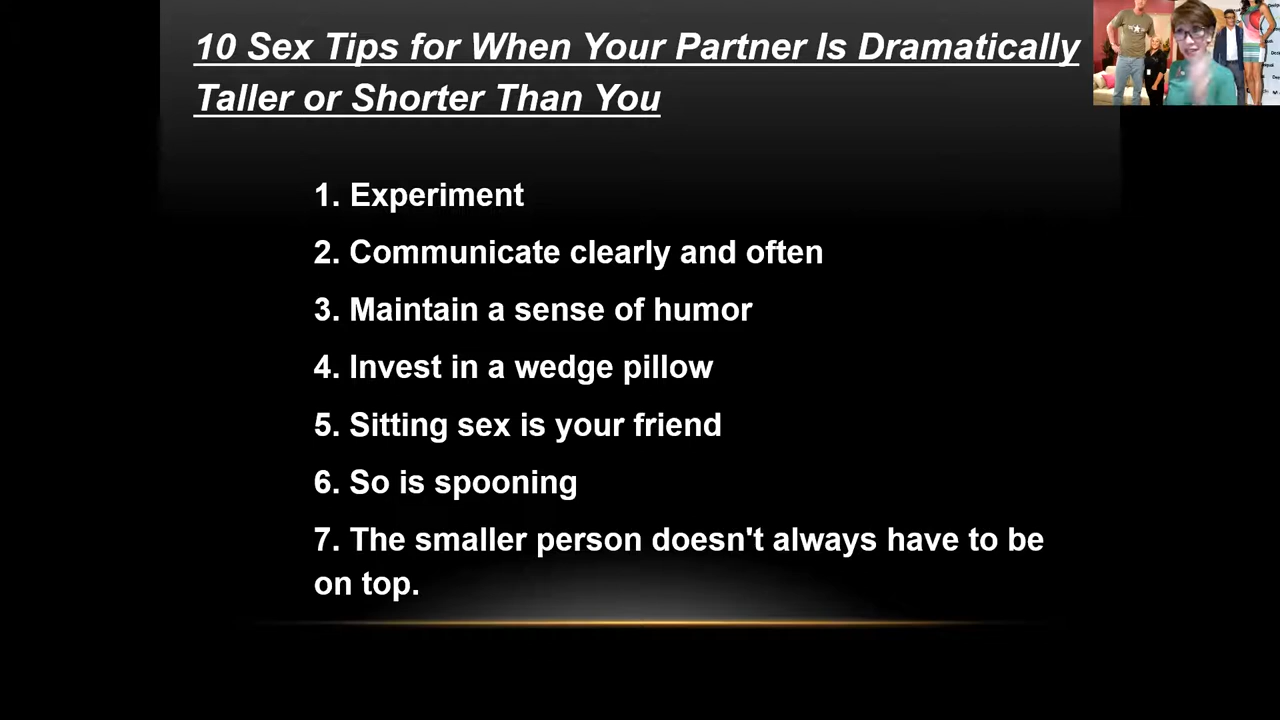 10 Sex Tips for When Your Partner Is Dramatically
Taller or Shorter Than You
1. Experiment
2. Communicate clearly and often
3. Maintain a sense of humor
4. Invest in a wedge pillow
5. Sitting sex is your friend
6. So is spooning
7. The smaller person doesn't always have to be
on top.